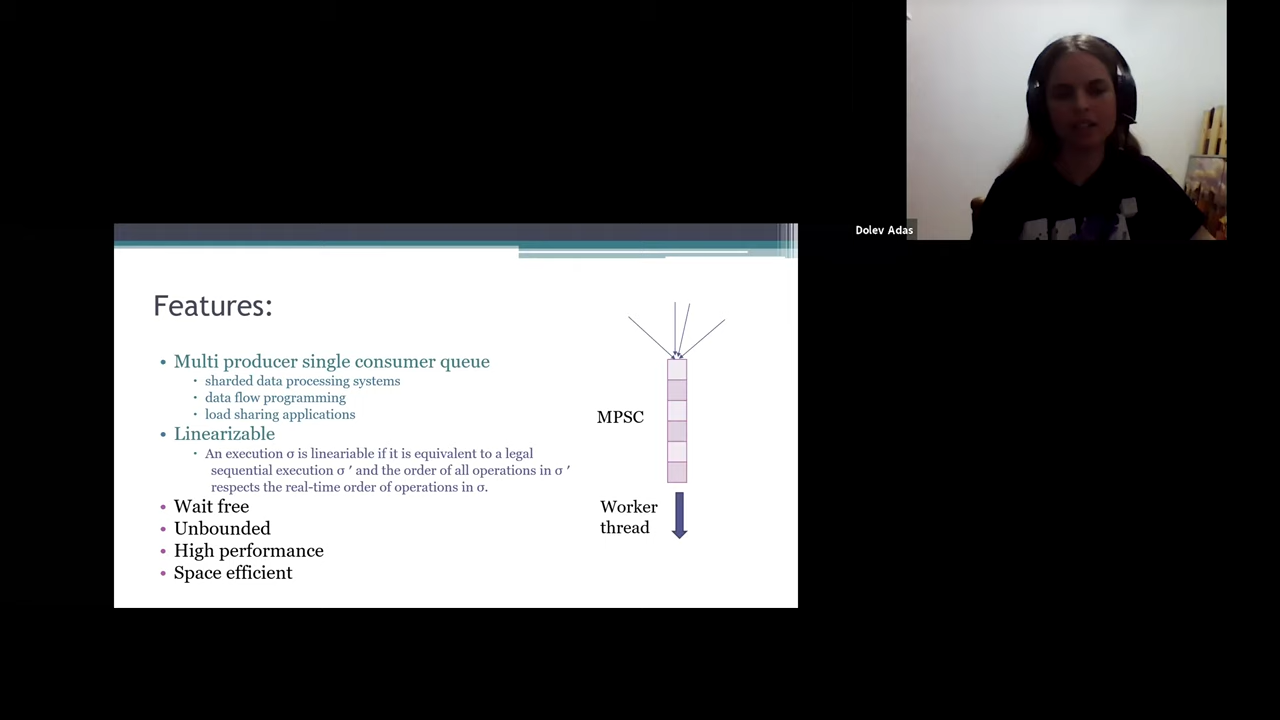 Dolev Adas
Features:
• Multi producer single consumer queue
• sharded data processing systems
• data flow programming
• load sharing applications
• Linearizable
• An execution σ is lineariable if it is equivalent to a legal
sequential execution σ ′ and the order of all operations in σ ′
respects the real-time order of operations in σ.
• Wait free
• Unbounded
• High performance
• Space efficient
MPSC
Worker
thread